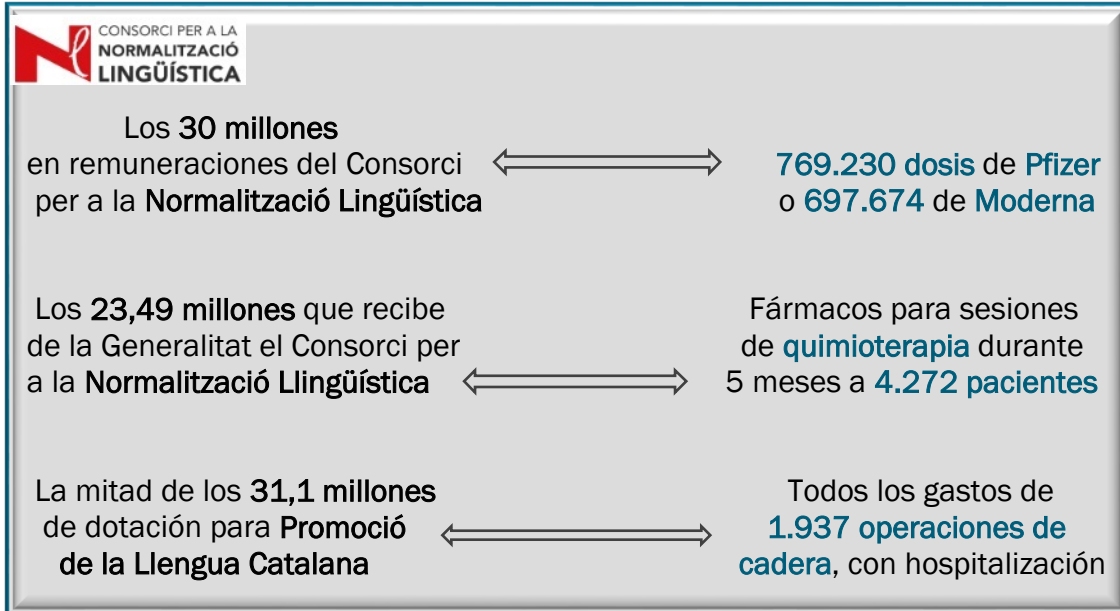 CONSORCI PER A LA
NORMALITZACIÓ
LINGÜÍSTICA
Los 30 millones
en remuneraciones del Consorci
per a la Normalització Lingüística
769.230 dosis de Pfizer
o 697.674 de Moderna
Los 23,49 millones que recibe
de la Generalitat el Consorci per
a la Normalització Llingüística
Fármacos para sesiones
de quimioterapia durante
5 meses a 4.272 pacientes
La mitad de los 31,1 millones
de dotación para Promoció
de la Llengua Catalana
Todos los gastos de
1.937 operaciones de
cadera, con hospitalización